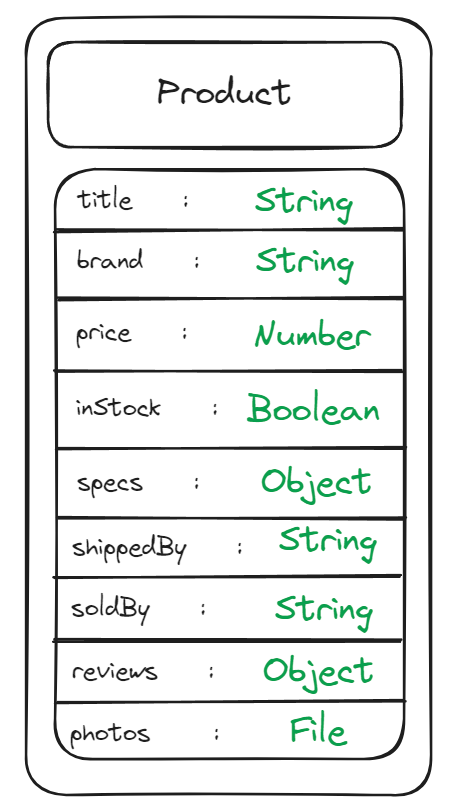 Product
title : String
brand : String
price : Number
inStock : Boolean
specs : Object
shippedBy : String
soldBy : String
reviews : Object
photos : File